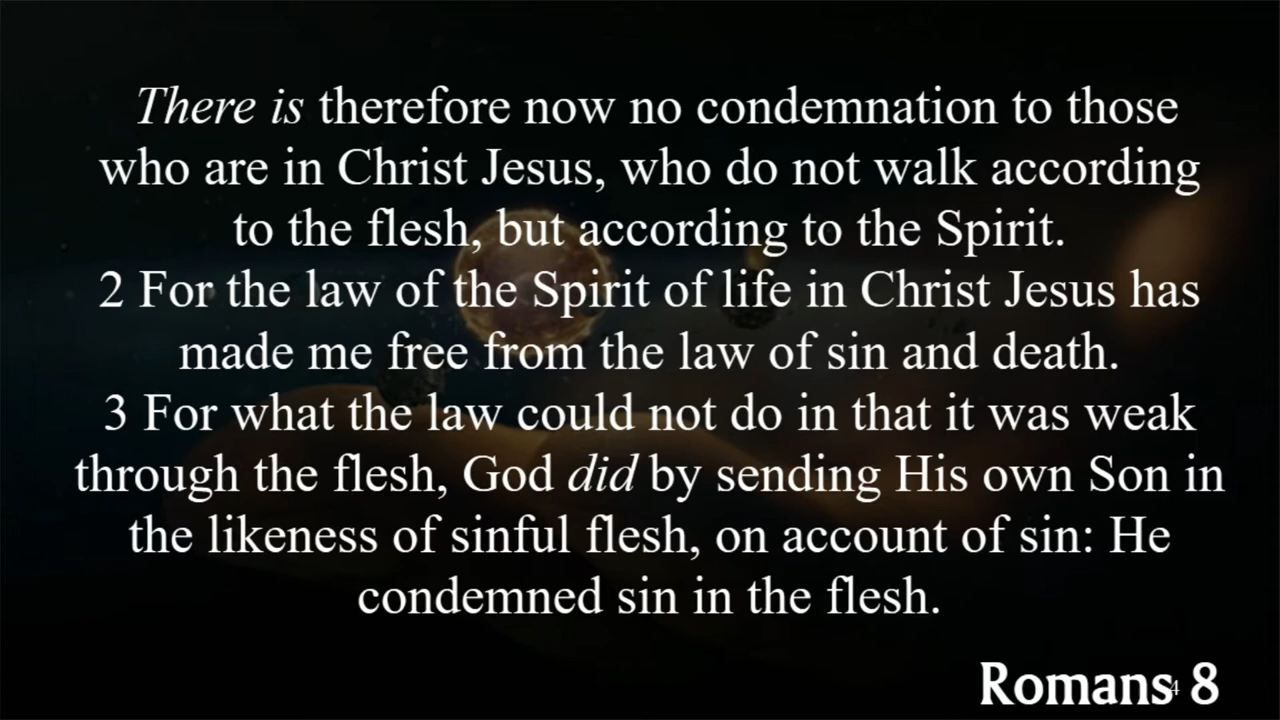 There is therefore now no condemnation to those
who are in Christ Jesus, who do not walk according
to the flesh, but according to the Spirit.
2 For the law of the Spirit of life in Christ Jesus has
made me free from the law of sin and death.
3 For what the law could not do in that it was weak
through the flesh, God did by sending His own Son in
the likeness of sinful flesh, on account of sin: He
condemned sin in the flesh.
Romans 8
4